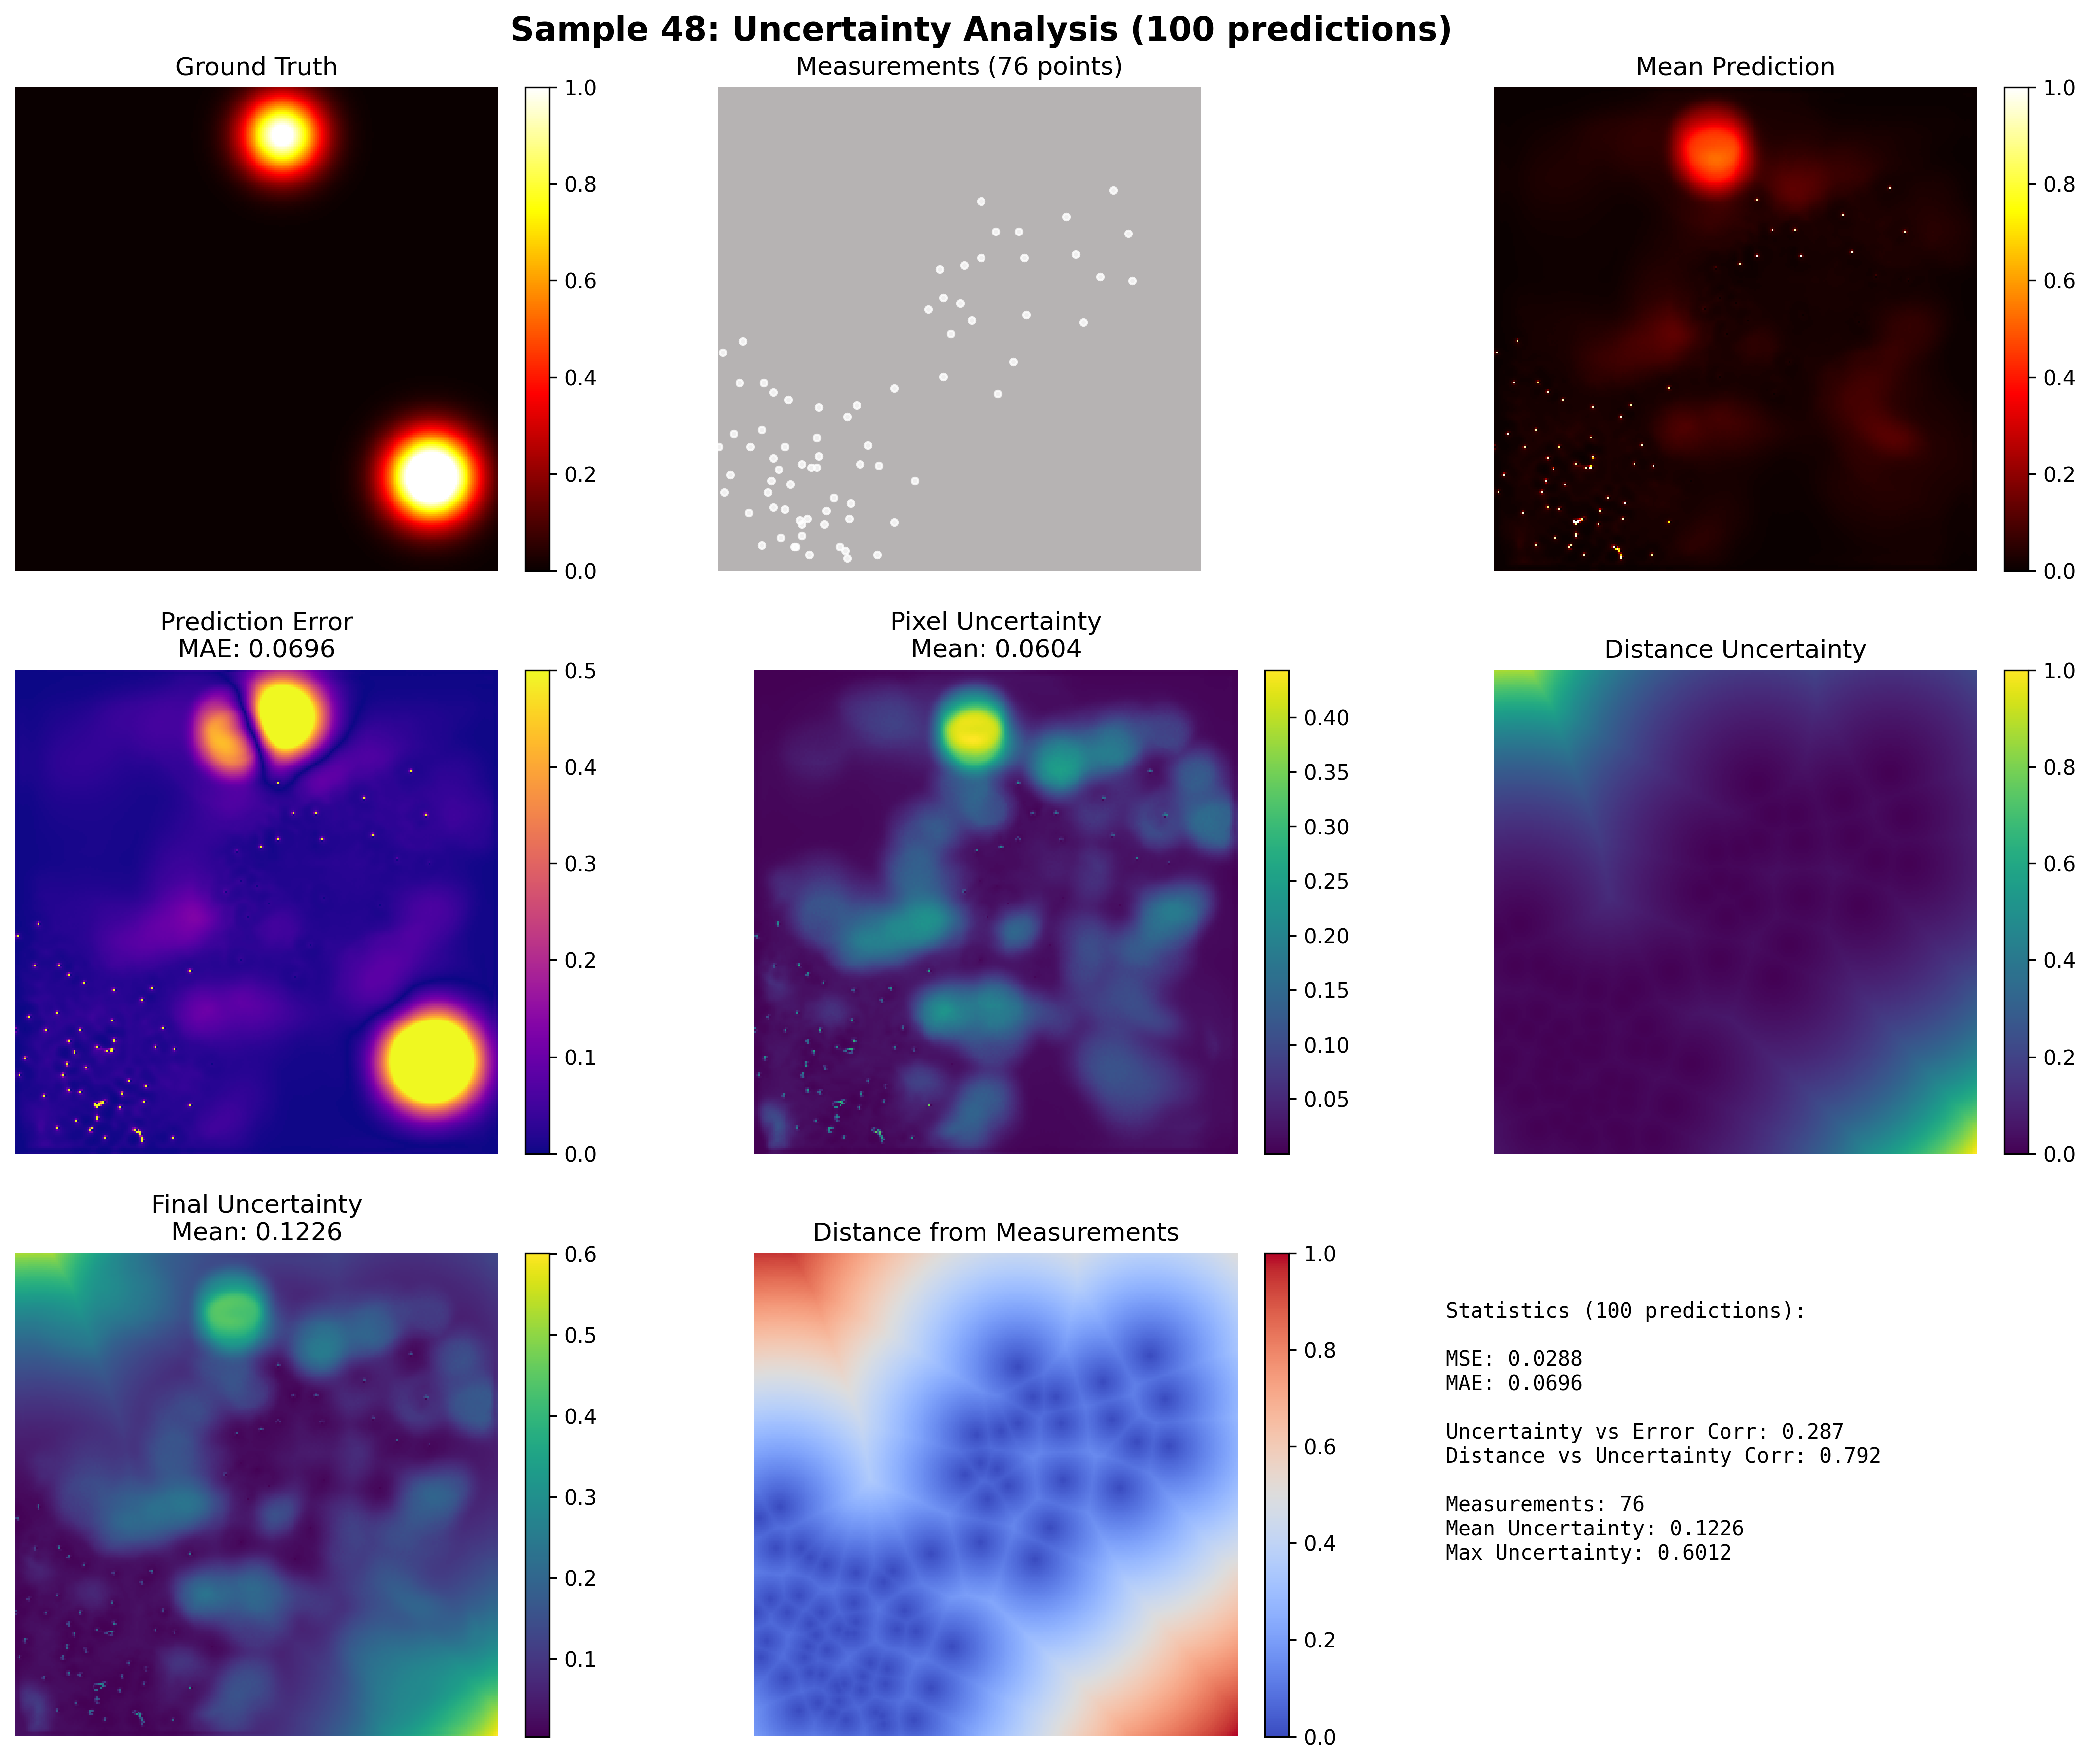 Sample 48: Uncertainty Analysis (100 predictions)
Ground Truth
1.0
0.8
0.6
0.4
0.2
0.0
Measurements (76 points)
Mean Prediction
1.0
0.8
0.6
0.4
0.2
0.0
Prediction Error
MAE: 0.0696
0.5
0.4
0.3
0.2
0.1
0.0
Pixel Uncertainty
Mean: 0.0604
0.40
0.35
0.30
0.25
0.20
0.15
0.10
0.05
Distance Uncertainty
1.0
0.8
0.6
0.4
0.2
0.0
Final Uncertainty
Mean: 0.1226
0.6
0.5
0.4
0.3
0.2
0.1
Distance from Measurements
1.0
0.8
0.6
0.4
0.2
0.0
Statistics (100 predictions):
MSE: 0.0288
MAE: 0.0696
Uncertainty vs Error Corr: 0.287
Distance vs Uncertainty Corr: 0.792
Measurements: 76
Mean Uncertainty: 0.1226
Max Uncertainty: 0.6012